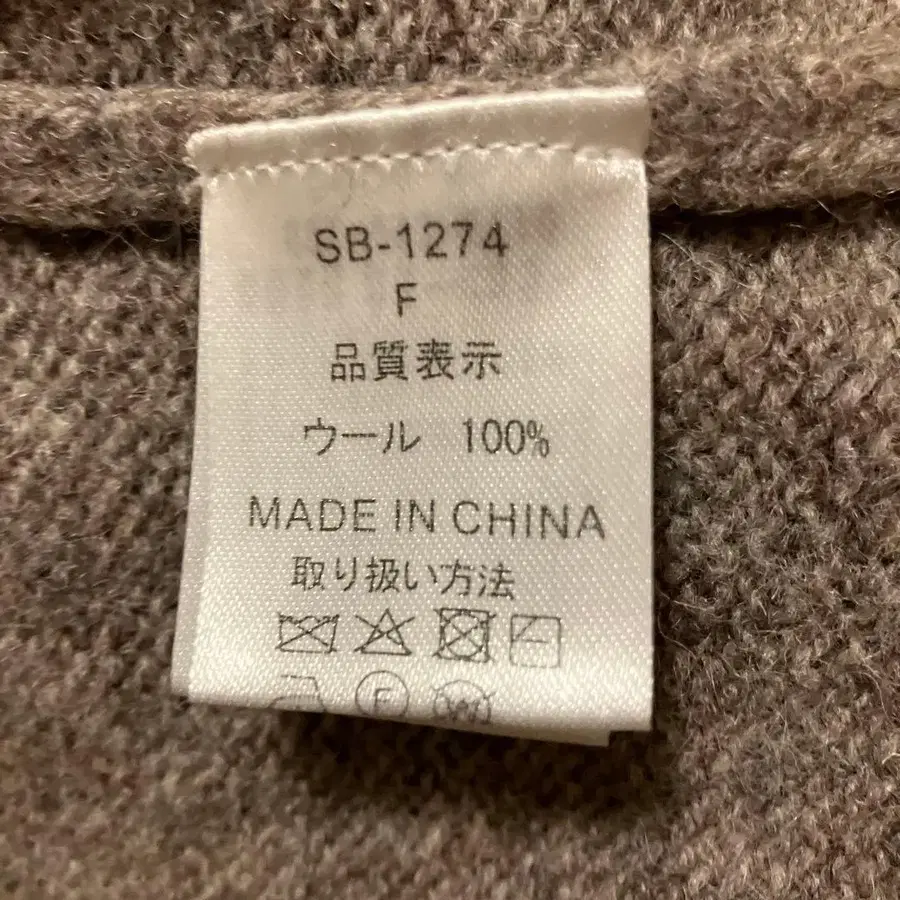 SB-1274
F
品質表示
ウール 100%
MADE IN CHINA
取り扱い方法
F
W